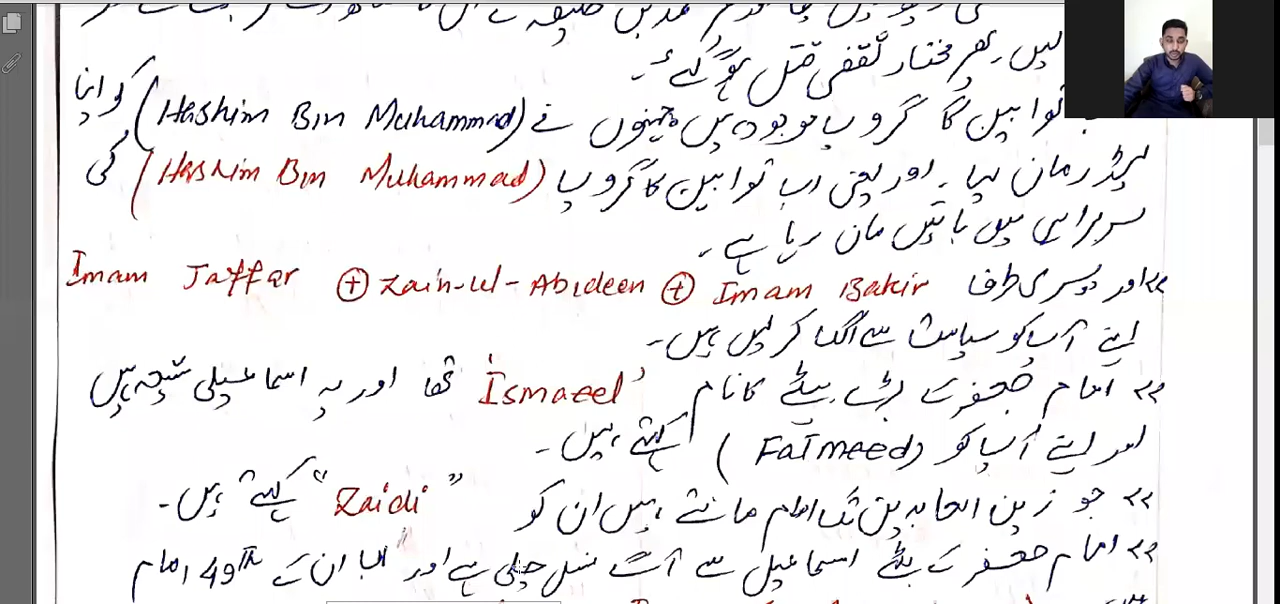 لیں۔ پھر مختار ثقفی قتل ہو گئے۔
توابین کا گروپ موجود ہیں جنہوں نے (Hashim Bin Muhammad) کو اپنا
لیڈر مان لیا۔ اور یعنی اب توابین کا گروپ (Hashim Bin Muhammad) کی
سربراہی میں باتیں مان رہا ہے۔
اور دوسری طرف Imam Bakir + Zain-ul-Abideen + Imam Jaffar
اپنے آپ کو سیاست سے الگ کر لیں ہیں۔
امام جعفر کے بڑے بیٹے کا نام 'Ismaeel' تھا اور یہ اسماعیلی شیعہ ہیں
اور اپنے آپ کو (Fatmeed) کہتے ہیں۔
جو زین العابدین تک امام مانتے ہیں ان کو "Zaidi" کہتے ہیں۔
امام جعفر کے بیٹے اسماعیل سے آگے نسل چلی ہے اور اب ان کے 49th امام